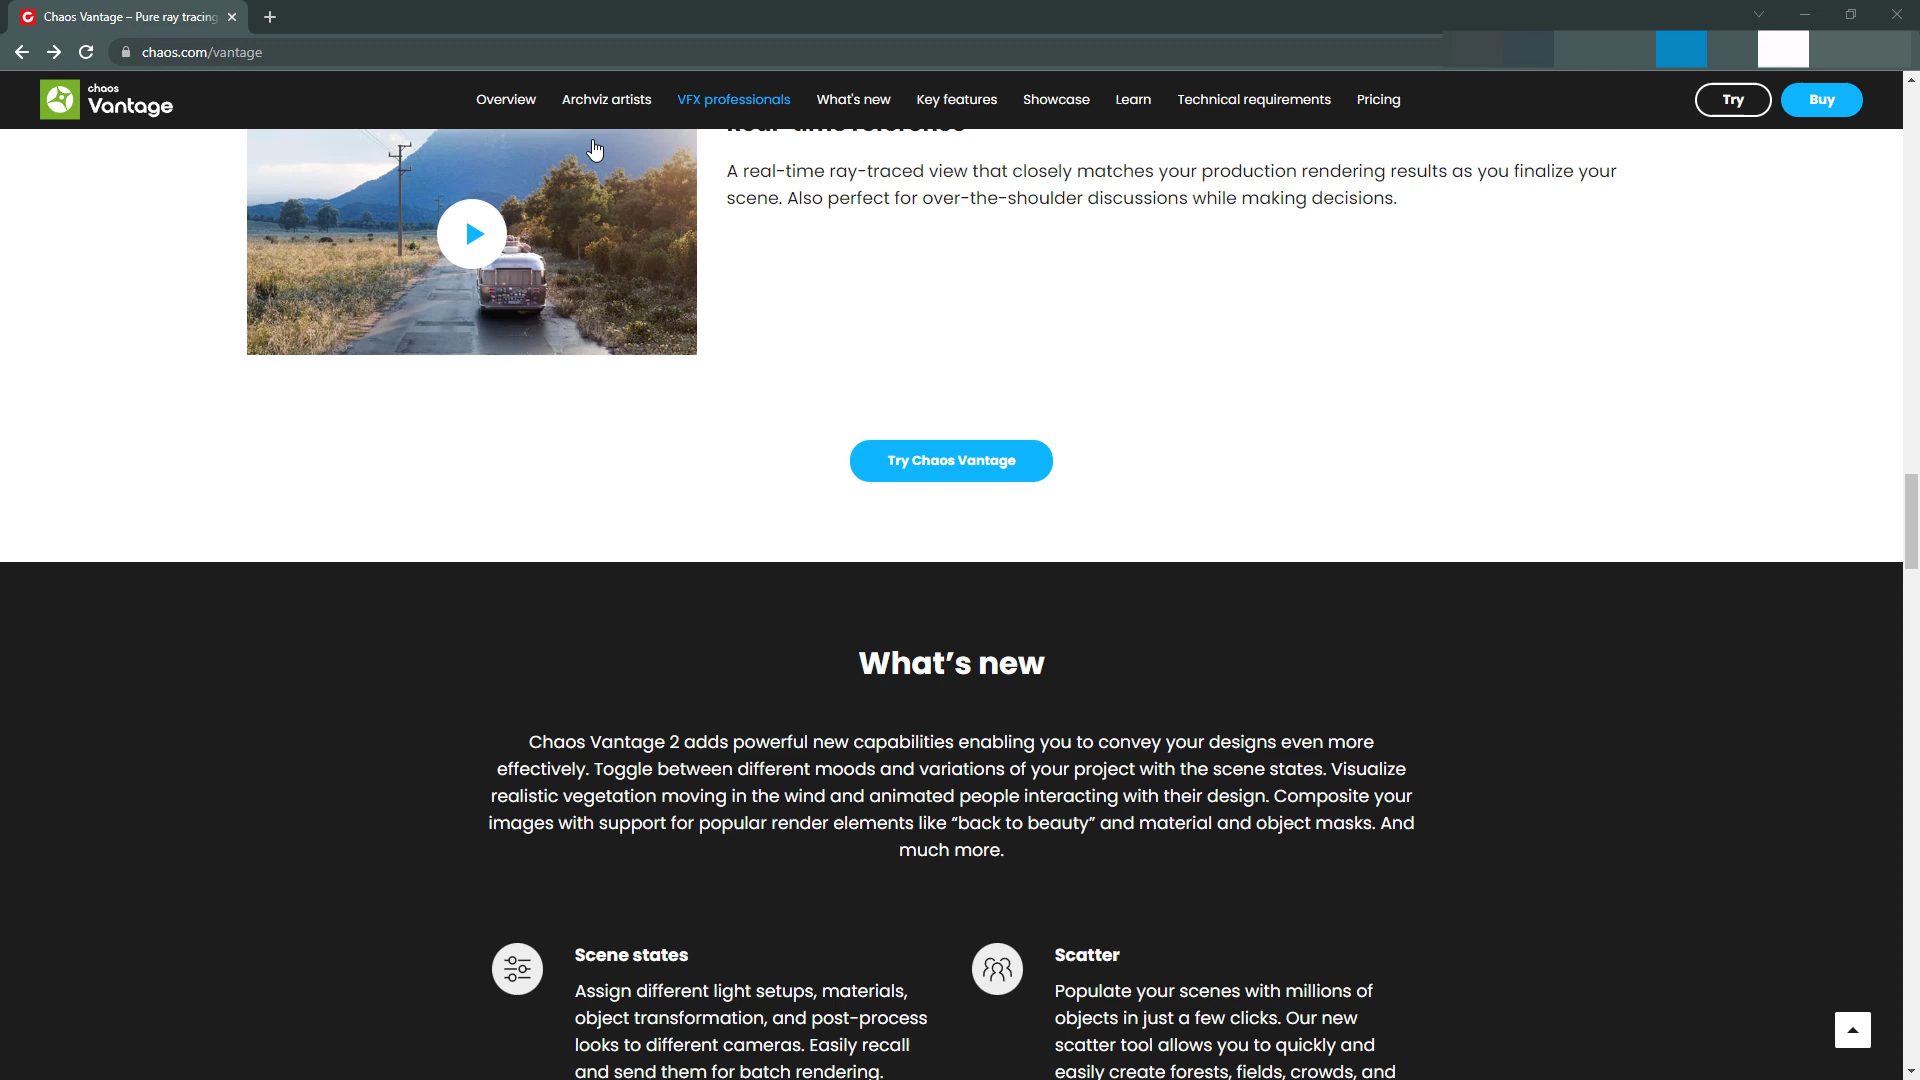 Chaos Vantage – Pure ray tracing
chaos.com/vantage
chaos
Vantage
Overview
Archviz artists
VFX professionals
What's new
Key features
Showcase
Learn
Technical requirements
Pricing
Try
Buy
A real-time ray-traced view that closely matches your production rendering results as you finalize your
scene. Also perfect for over-the-shoulder discussions while making decisions.
Try Chaos Vantage
What's new
Chaos Vantage 2 adds powerful new capabilities enabling you to convey your designs even more
effectively. Toggle between different moods and variations of your project with the scene states. Visualize
realistic vegetation moving in the wind and animated people interacting with their design. Composite your
images with support for popular render elements like “back to beauty” and material and object masks. And
much more.
Scene states
Assign different light setups, materials,
object transformation, and post-process
looks to different cameras. Easily recall
and send them for batch rendering.
Scatter
Populate your scenes with millions of
objects in just a few clicks. Our new
scatter tool allows you to quickly and
easily create forests, fields, crowds, and